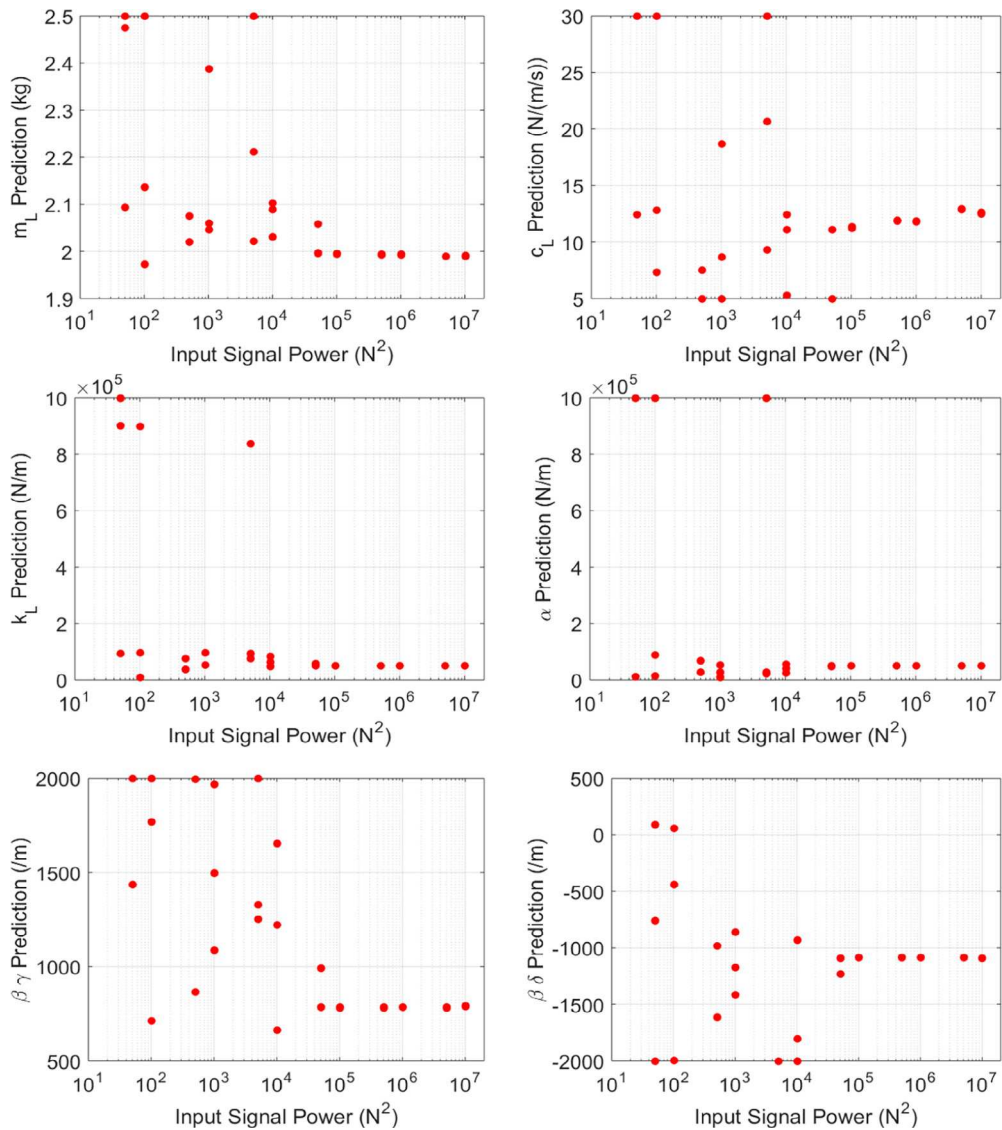 2.5
2.4
2.3
2.2
2.1
2
1.9
m_L Prediction (kg)
10^1 10^2 10^3 10^4 10^5 10^6 10^7
Input Signal Power (N^2)
30
25
20
15
10
5
c_L Prediction (N/(m/s))
10^1 10^2 10^3 10^4 10^5 10^6 10^7
Input Signal Power (N^2)
×10^5
10
8
6
4
2
0
k_L Prediction (N/m)
10^1 10^2 10^3 10^4 10^5 10^6 10^7
Input Signal Power (N^2)
×10^5
10
8
6
4
2
0
α Prediction (N/m)
10^1 10^2 10^3 10^4 10^5 10^6 10^7
Input Signal Power (N^2)
2000
1500
1000
500
β γ Prediction (/m)
10^1 10^2 10^3 10^4 10^5 10^6 10^7
Input Signal Power (N^2)
500
0
-500
-1000
-1500
-2000
β δ Prediction (/m)
10^1 10^2 10^3 10^4 10^5 10^6 10^7
Input Signal Power (N^2)